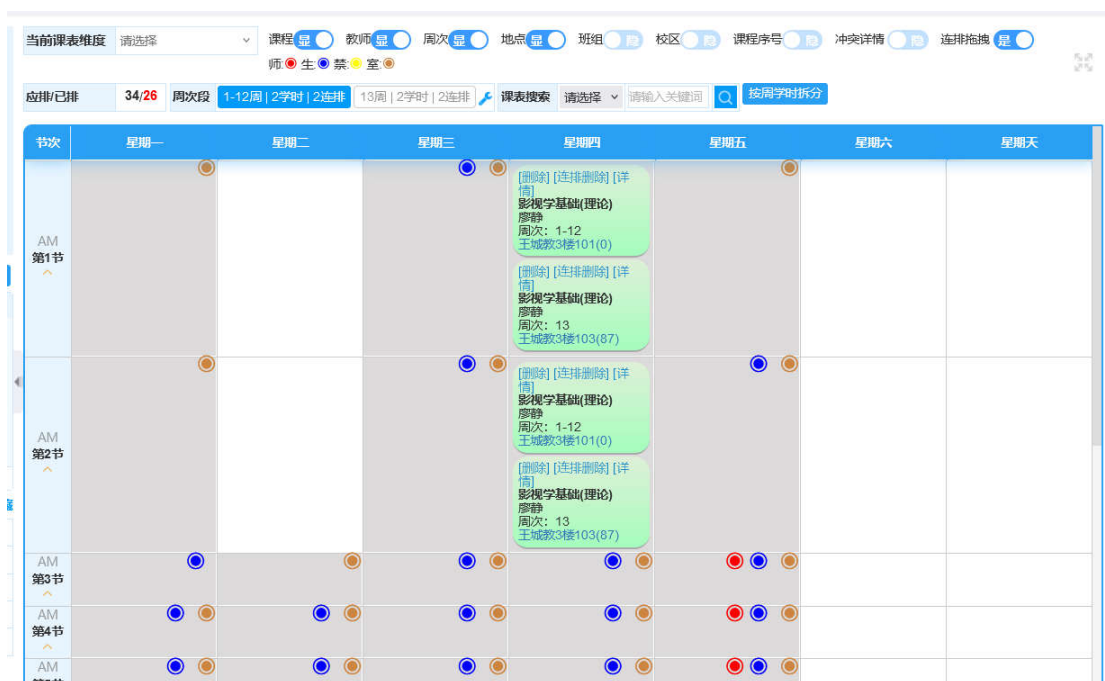 当前课表维度 请选择 课程 显 教师 显 周次 显 地点 显 班组 隐 校区 隐 课程序号 隐 冲突详情 隐 连排拖拽 是
师: 生: 禁: 室:
应排/已排 34/26 周次段 1-12周 | 2学时 | 2连排 13周 | 2学时 | 2连排 课表搜索 请选择 请输入关键词 按周学时拆分
节次 星期一 星期二 星期三 星期四 星期五 星期六 星期天
[删除] [连排删除] [详
情]
影视学基础(理论)
廖静
周次：1-12
王城教3楼101(0)
AM
第1节
[删除] [连排删除] [详
情]
影视学基础(理论)
廖静
周次：13
王城教3楼103(87)
[删除] [连排删除] [详
情]
影视学基础(理论)
廖静
周次：1-12
王城教3楼101(0)
AM
第2节
[删除] [连排删除] [详
情]
影视学基础(理论)
廖静
周次：13
王城教3楼103(87)
AM
第3节
AM
第4节
AM